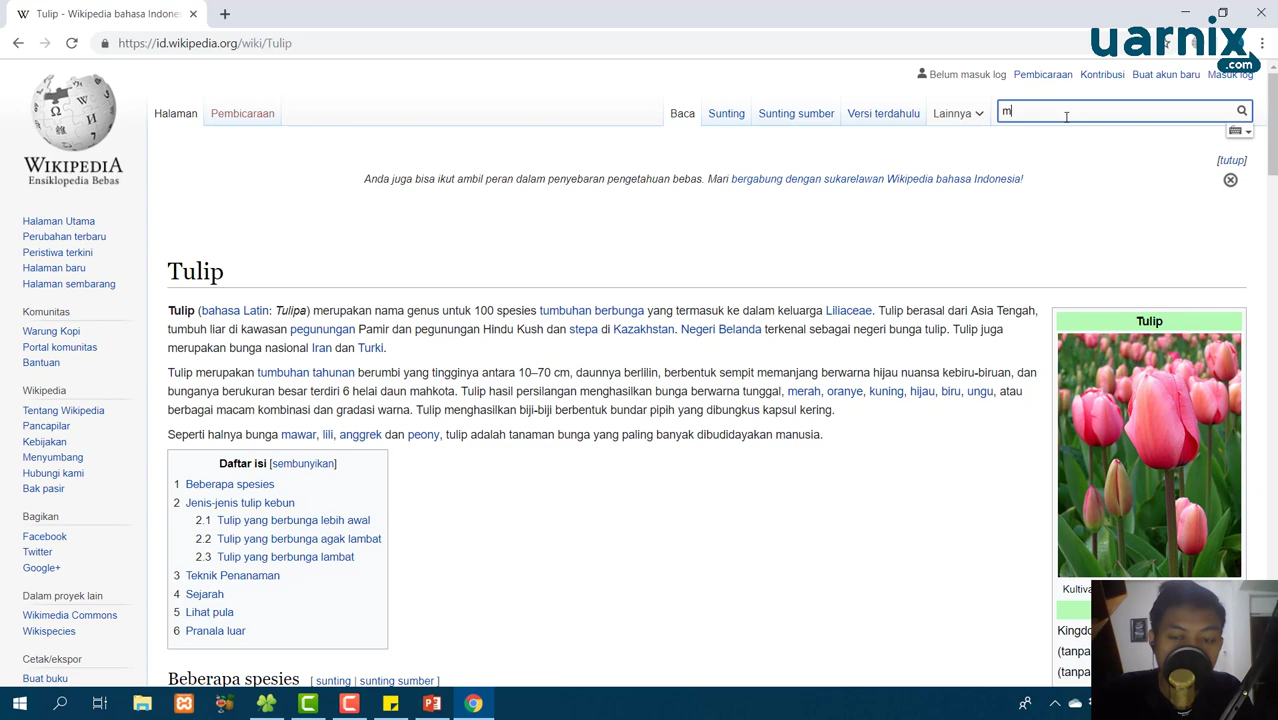 Tulip - Wikipedia bahasa Indones
https://id.wikipedia.org/wiki/Tulip
uarnix
.com
Belum masuk log Pembicaraan Kontribusi Buat akun baru Masuk log
Halaman Pembicaraan Baca Sunting Sunting sumber Versi terdahulu Lainnya m
WIKIPEDIA
Ensiklopedia Bebas
[tutup]
Anda juga bisa ikut ambil peran dalam penyebaran pengetahuan bebas. Mari bergabung dengan sukarelawan Wikipedia bahasa Indonesia!
Halaman Utama
Perubahan terbaru
Peristiwa terkini
Halaman baru
Halaman sembarang
Komunitas
Warung Kopi
Portal komunitas
Bantuan
Wikipedia
Tentang Wikipedia
Pancapilar
Kebijakan
Menyumbang
Hubungi kami
Bak pasir
Bagikan
Facebook
Twitter
Google+
Dalam proyek lain
Wikimedia Commons
Wikispecies
Cetak/ekspor
Buat buku
Tulip
Tulip (bahasa Latin: Tulipa) merupakan nama genus untuk 100 spesies tumbuhan berbunga yang termasuk ke dalam keluarga Liliaceae. Tulip berasal dari Asia Tengah,
tumbuh liar di kawasan pegunungan Pamir dan pegunungan Hindu Kush dan stepa di Kazakhstan. Negeri Belanda terkenal sebagai negeri bunga tulip. Tulip juga
merupakan bunga nasional Iran dan Turki.
Tulip merupakan tumbuhan tahunan berumbi yang tingginya antara 10–70 cm, daunnya berlilin, berbentuk sempit memanjang berwarna hijau nuansa kebiru-biruan, dan
bunganya berukuran besar terdiri 6 helai daun mahkota. Tulip hasil persilangan menghasilkan bunga berwarna tunggal, merah, oranye, kuning, hijau, biru, ungu, atau
berbagai macam kombinasi dan gradasi warna. Tulip menghasilkan biji-biji berbentuk bundar pipih yang dibungkus kapsul kering.
Seperti halnya bunga mawar, lili, anggrek dan peony, tulip adalah tanaman bunga yang paling banyak dibudidayakan manusia.
Daftar isi [sembunyikan]
1 Beberapa spesies
2 Jenis-jenis tulip kebun
2.1 Tulip yang berbunga lebih awal
2.2 Tulip yang berbunga agak lambat
2.3 Tulip yang berbunga lambat
3 Teknik Penanaman
4 Sejarah
5 Lihat pula
6 Pranala luar
Beberapa spesies [ sunting | sunting sumber ]
Tulip
Kultiva
Kingdo
(tanpa
(tanpa